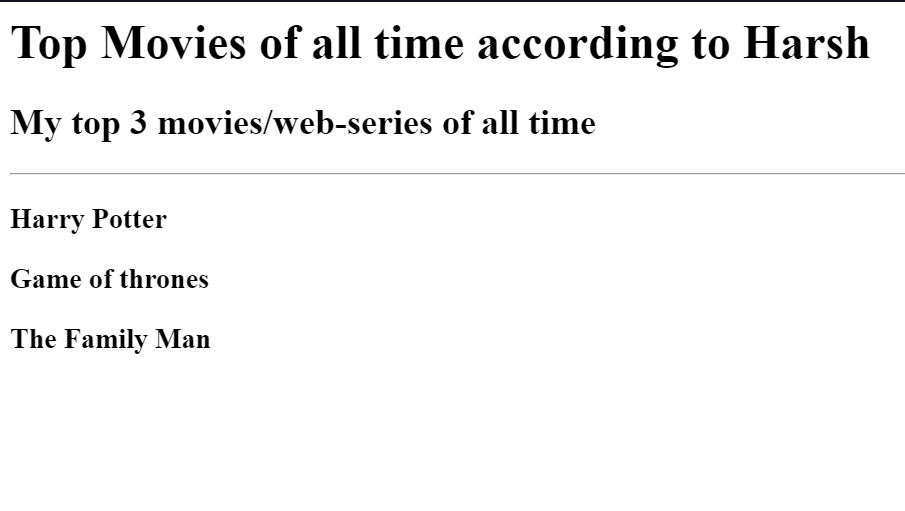 Top Movies of all time according to Harsh
My top 3 movies/web-series of all time
Harry Potter
Game of thrones
The Family Man